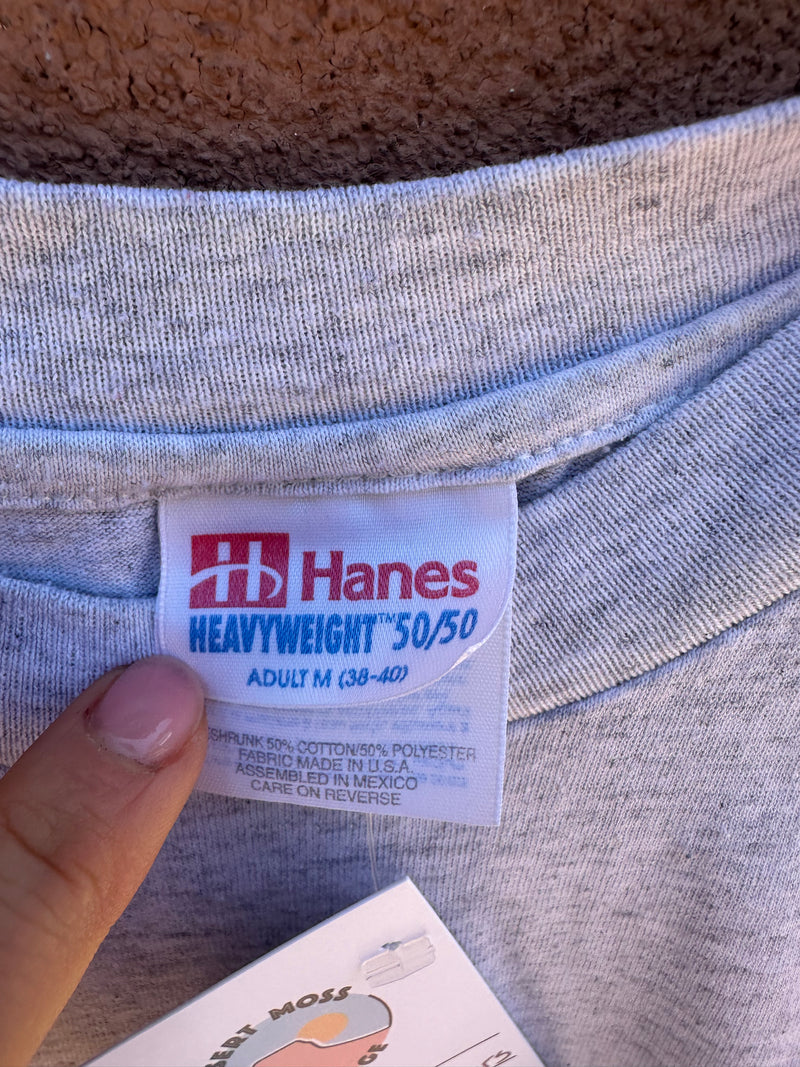 Hanes
HEAVYWEIGHT™ 50/50
ADULT M (38-40)
SHRUNK 50% COTTON/50% POLYESTER
FABRIC MADE IN U.S.A.
ASSEMBLED IN MEXICO
CARE ON REVERSE
MOSS